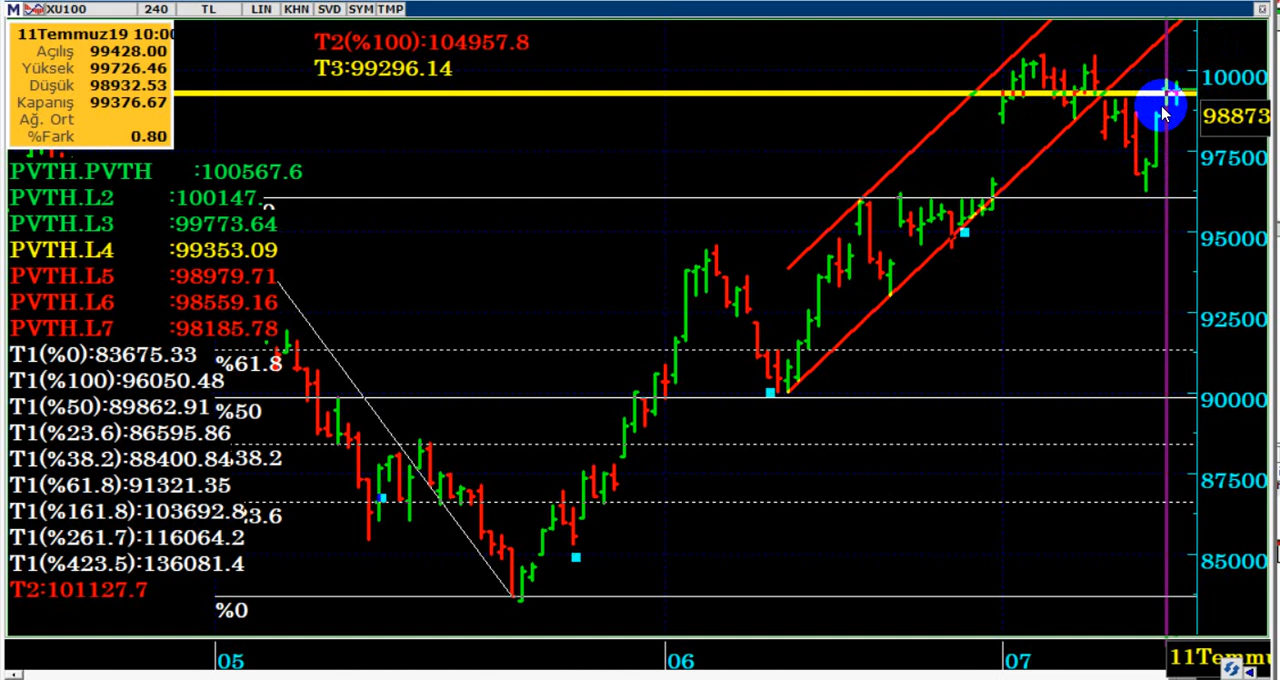 M XU100 240 TL LIN KHN SVD SYM TMP
11Temmuz19 10:00
Açılış 99428.00
Yüksek 99726.46
Düşük 98932.53
Kapanış 99376.67
Ağ. Ort
%Fark 0.80
T2(%100):104957.8
T3:99296.14
PVTH.PVTH :100567.6
PVTH.L2 :100147.
PVTH.L3 :99773.64
PVTH.L4 :99353.09
PVTH.L5 :98979.71
PVTH.L6 :98559.16
PVTH.L7 :98185.78
T1(%0):83675.33
T1(%100):96050.48
T1(%50):89862.91
T1(%23.6):86595.86
T1(%38.2):88400.84
T1(%61.8):91321.35
T1(%161.8):103692.8
T1(%261.7):116064.2
T1(%423.5):136081.4
T2:101127.7
%61.8
%50
38.2
3.6
%0
10000
98873
97500
95000
92500
90000
87500
85000
05 06 07 11Temmu